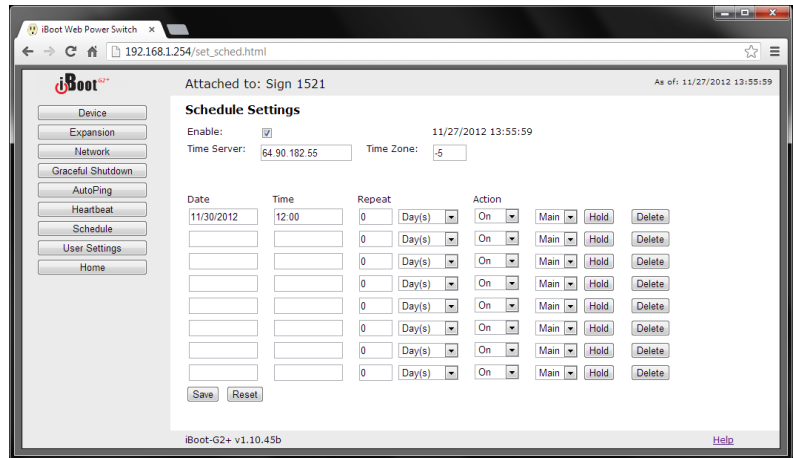 iBoot Web Power Switch
192.168.1.254/set_sched.html
iBoot G2+
Attached to: Sign 1521
As of: 11/27/2012 13:55:59
Device
Expansion
Network
Graceful Shutdown
AutoPing
Heartbeat
Schedule
User Settings
Home
Schedule Settings
Enable: 11/27/2012 13:55:59
Time Server: 64.90.182.55 Time Zone: -5
Date Time Repeat Action
11/30/2012 12:00 0 Day(s) On Main Hold Delete
0 Day(s) On Main Hold Delete
0 Day(s) On Main Hold Delete
0 Day(s) On Main Hold Delete
0 Day(s) On Main Hold Delete
0 Day(s) On Main Hold Delete
0 Day(s) On Main Hold Delete
0 Day(s) On Main Hold Delete
Save Reset
iBoot-G2+ v1.10.45b Help